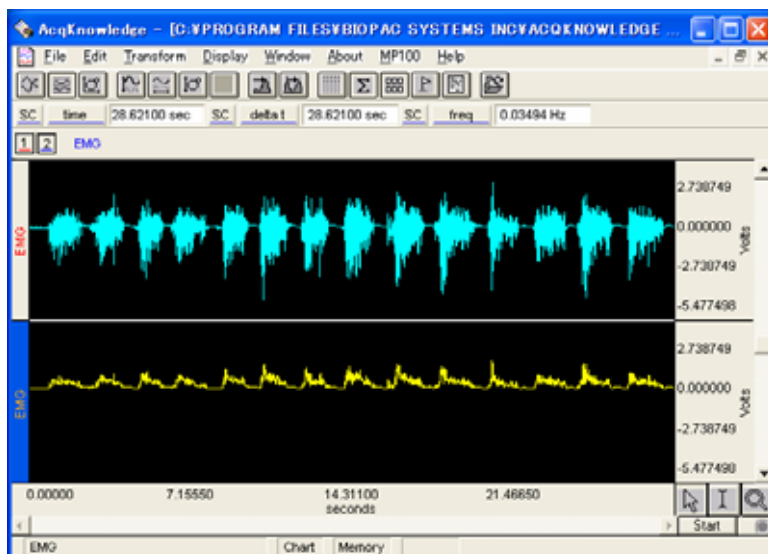 AcqKnowledge - [C:¥PROGRAM FILES¥BIOPAC SYSTEMS INC¥ACQKNOWLEDGE ...
File Edit Transform Display Window About MP100 Help
SC time 28.62100 sec SC delta t 28.62100 sec SC freq 0.03494 Hz
1 2 EMG
EMG
2.738749
0.000000
-2.738749
-5.477498
Volts
EMG
2.738749
0.000000
-2.738749
-5.477498
Volts
0.00000 7.15550 14.31100 21.46650
seconds
Start
EMG Chart Memory